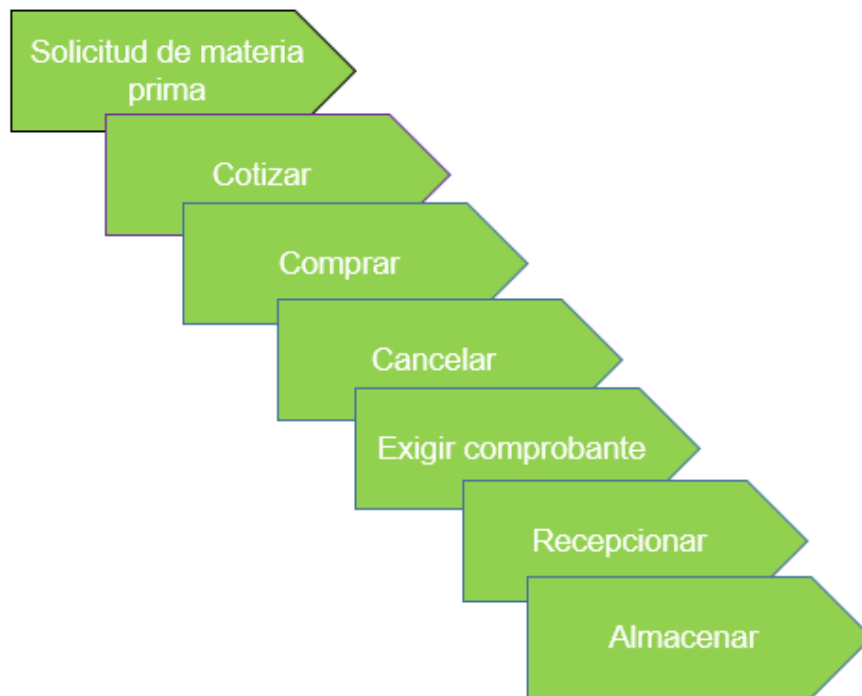 Solicitud de materia
prima
Cotizar
Comprar
Cancelar
Exigir comprobante
Recepcionar
Almacenar